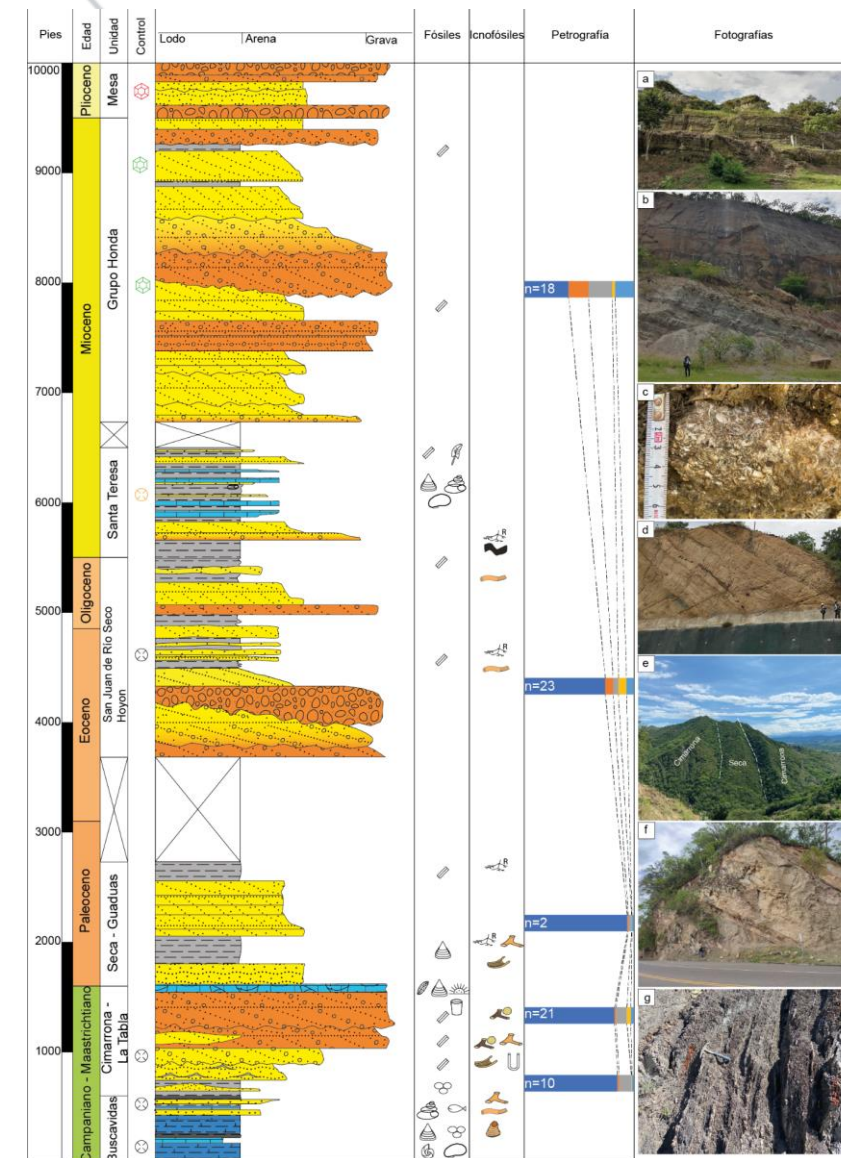 Pies
Edad
Unidad
Control
Lodo
Arena
Grava
Fósiles
Icnofósiles
Petrografía
Fotografías
10000
9000
8000
7000
6000
5000
4000
3000
2000
1000
Plioceno
Mioceno
Oligoceno
Eoceno
Paleoceno
Campaniano - Maastrichtiano
Mesa
Grupo Honda
Santa Teresa
San Juan de Río Seco
Hoyon
Seca - Guaduas
Cimarrona -
La Tabla
Buscavidas
R
R
R
R
n=18
n=23
n=2
n=21
n=10
a
b
c
d
e
Cimarrona
Seca
Cimarrona
f
g